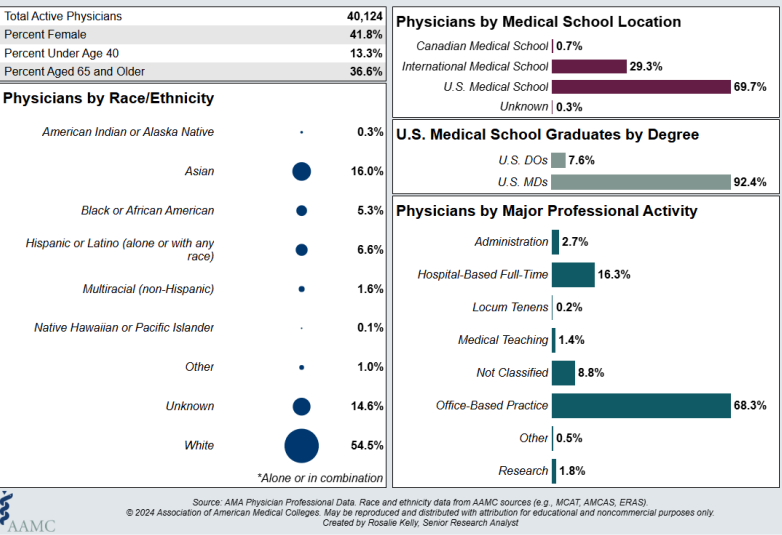 Total Active Physicians 40,124
Percent Female 41.8%
Percent Under Age 40 13.3%
Percent Aged 65 and Older 36.6%
Physicians by Race/Ethnicity
American Indian or Alaska Native 0.3%
Asian 16.0%
Black or African American 5.3%
Hispanic or Latino (alone or with any
race) 6.6%
Multiracial (non-Hispanic) 1.6%
Native Hawaiian or Pacific Islander 0.1%
Other 1.0%
Unknown 14.6%
White 54.5%
*Alone or in combination
Physicians by Medical School Location
Canadian Medical School 0.7%
International Medical School 29.3%
U.S. Medical School 69.7%
Unknown 0.3%
U.S. Medical School Graduates by Degree
U.S. DOs 7.6%
U.S. MDs 92.4%
Physicians by Major Professional Activity
Administration 2.7%
Hospital-Based Full-Time 16.3%
Locum Tenens 0.2%
Medical Teaching 1.4%
Not Classified 8.8%
Office-Based Practice 68.3%
Other 0.5%
Research 1.8%
AAMC
Source: AMA Physician Professional Data. Race and ethnicity data from AAMC sources (e.g., MCAT, AMCAS, ERAS).
© 2024 Association of American Medical Colleges. May be reproduced and distributed with attribution for educational and noncommercial purposes only.
Created by Rosalie Kelly, Senior Research Analyst